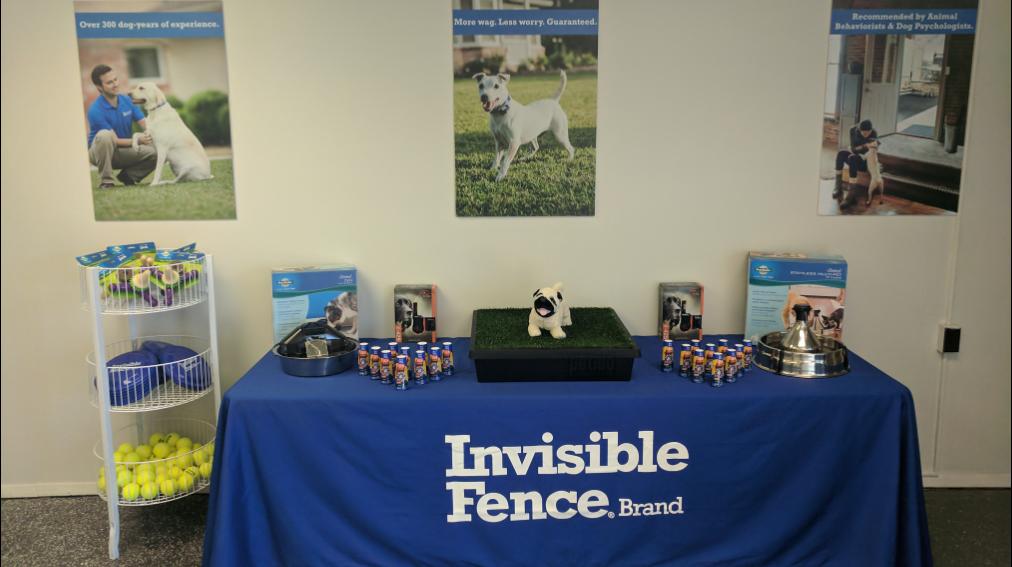 Over 300 dog-years of experience.
More wag. Less worry. Guaranteed.
Recommended by Animal
Behaviorists & Dog Psychologists.
Invisible
Fence® Brand